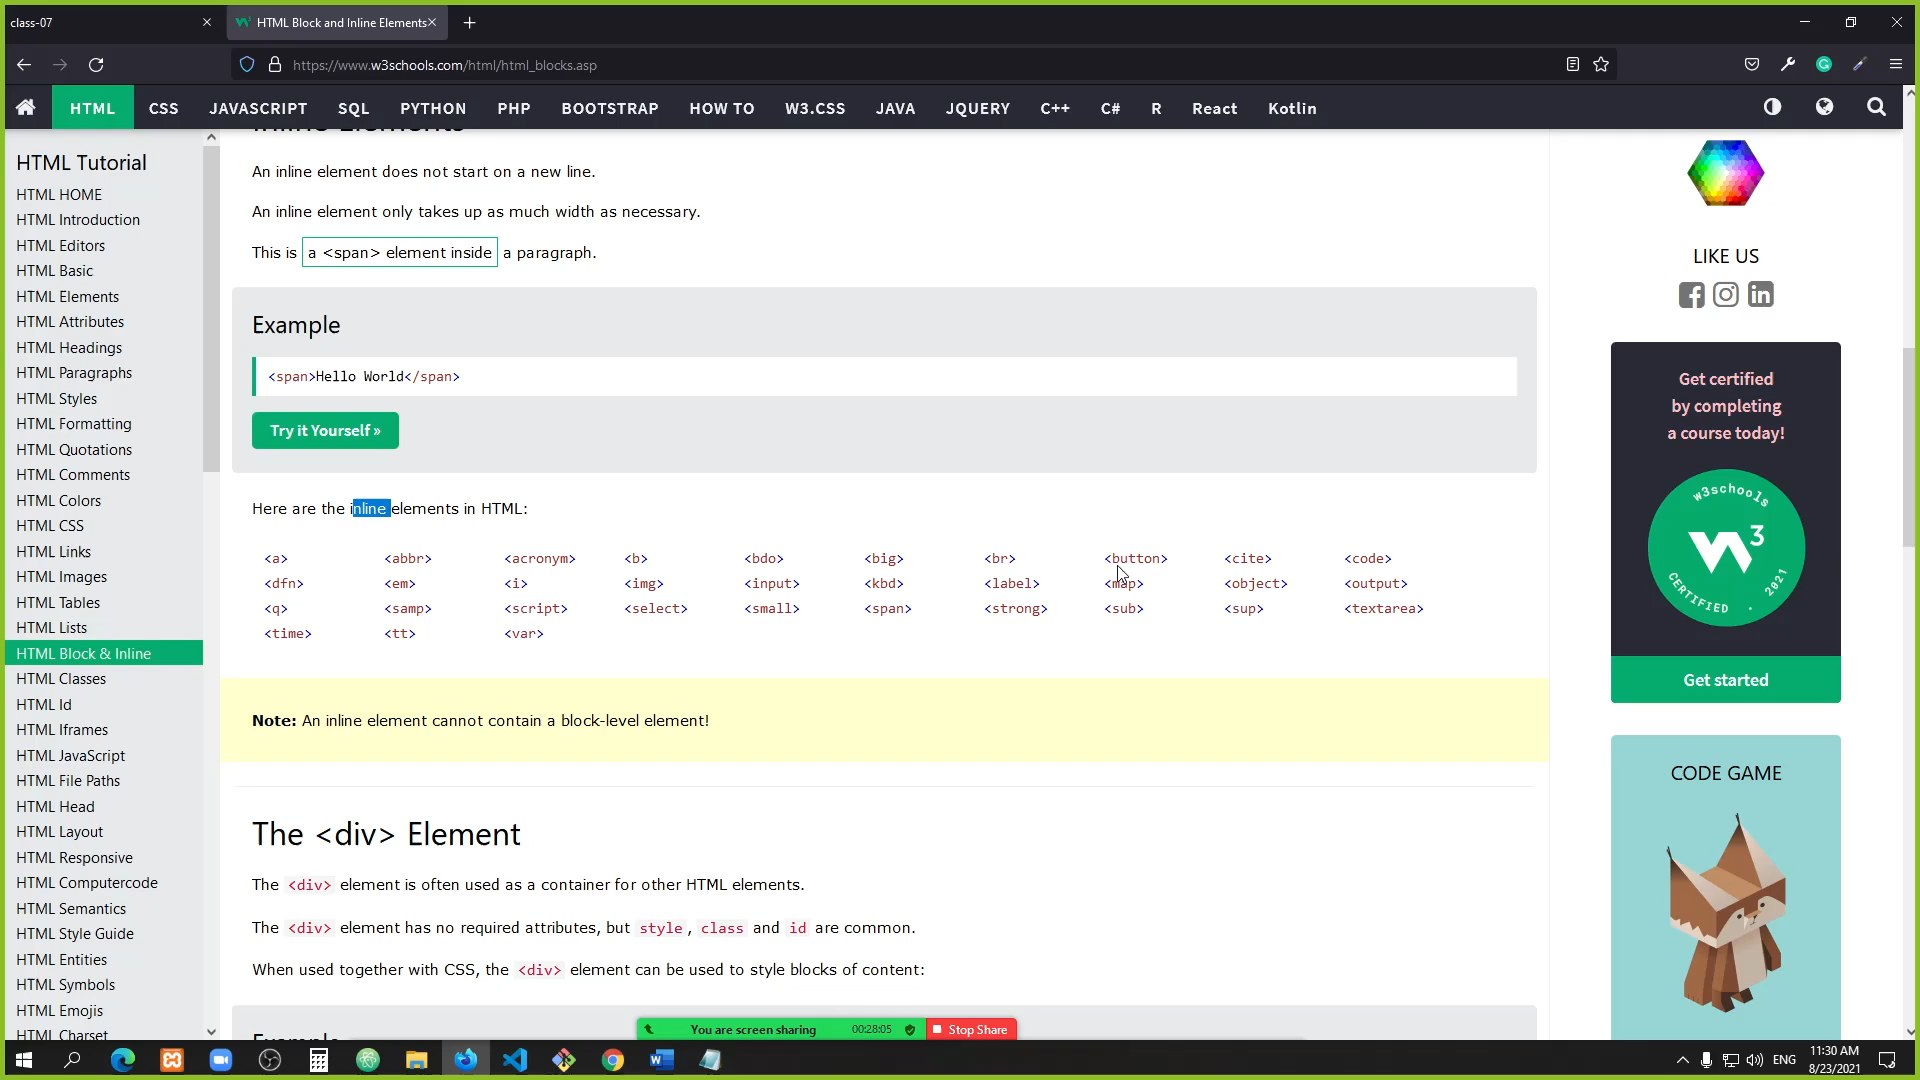 class-07
HTML Block and Inline Elements
https://www.w3schools.com/html/html_blocks.asp
HTML CSS JAVASCRIPT SQL PYTHON PHP BOOTSTRAP HOW TO W3.CSS JAVA JQUERY C++ C# R React Kotlin
HTML Tutorial
HTML HOME
HTML Introduction
HTML Editors
HTML Basic
HTML Elements
HTML Attributes
HTML Headings
HTML Paragraphs
HTML Styles
HTML Formatting
HTML Quotations
HTML Comments
HTML Colors
HTML CSS
HTML Links
HTML Images
HTML Tables
HTML Lists
HTML Block & Inline
HTML Classes
HTML Id
HTML Iframes
HTML JavaScript
HTML File Paths
HTML Head
HTML Layout
HTML Responsive
HTML Computercode
HTML Semantics
HTML Style Guide
HTML Entities
HTML Symbols
HTML Emojis
HTML Charset
Inline Elements
An inline element does not start on a new line.
An inline element only takes up as much width as necessary.
This is a <span> element inside a paragraph.
Example
<span>Hello World</span>
Try it Yourself »
Here are the inline elements in HTML:
<a> <abbr> <acronym> <b> <bdo> <big> <br> <button> <cite> <code>
<dfn> <em> <i> <img> <input> <kbd> <label> <map> <object> <output>
<q> <samp> <script> <select> <small> <span> <strong> <sub> <sup> <textarea>
<time> <tt> <var>
Note: An inline element cannot contain a block-level element!
The <div> Element
The <div> element is often used as a container for other HTML elements.
The <div> element has no required attributes, but style, class and id are common.
When used together with CSS, the <div> element can be used to style blocks of content:
Example
LIKE US
Get certified
by completing
a course today!
w3schools
W3
CERTIFIED . 2021
Get started
CODE GAME
You are screen sharing 00:28:05 Stop Share
ENG
11:30 AM
8/23/2021